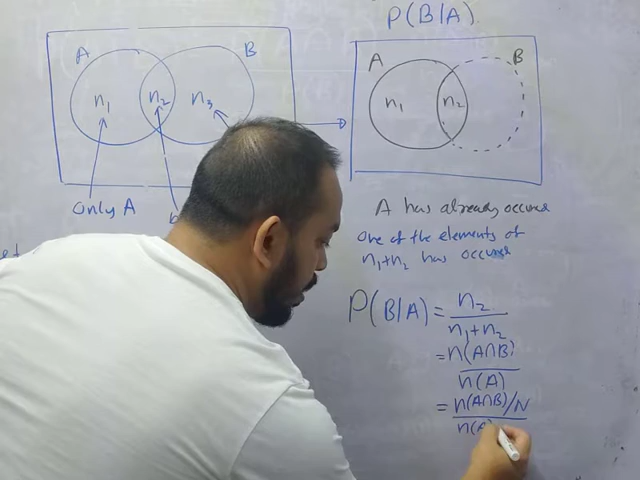 P(B|A)
A
B
n₁
n₂
n₃
A
B
n₁
n₂
Only A
A has already occured
One of the elements of
n₁+n₂ has occured
P(B|A) = n₂
n₁+n₂
= n(A∩B)
n(A)
= n(A∩B)/N
n(A)